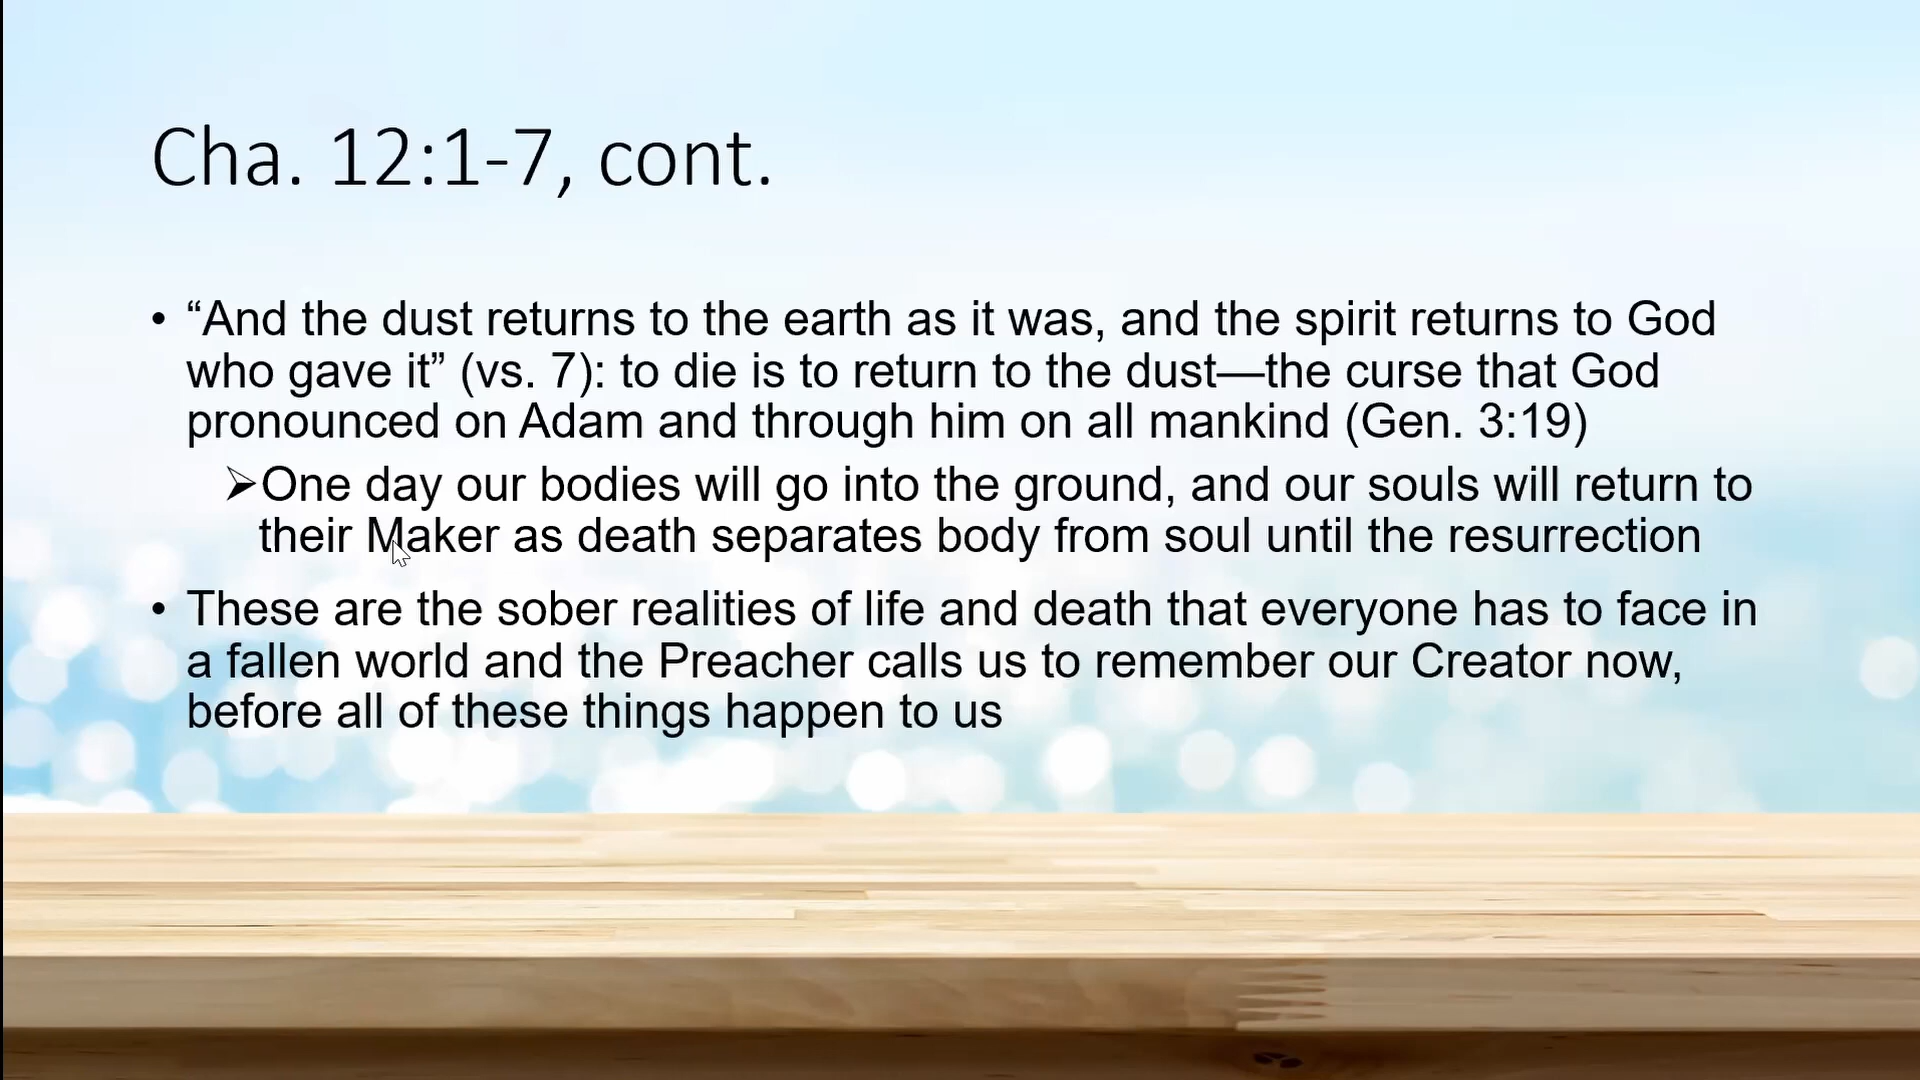 Cha. 12:1-7, cont.
• “And the dust returns to the earth as it was, and the spirit returns to God
who gave it” (vs. 7): to die is to return to the dust—the curse that God
pronounced on Adam and through him on all mankind (Gen. 3:19)
➢One day our bodies will go into the ground, and our souls will return to
their Maker as death separates body from soul until the resurrection
• These are the sober realities of life and death that everyone has to face in
a fallen world and the Preacher calls us to remember our Creator now,
before all of these things happen to us